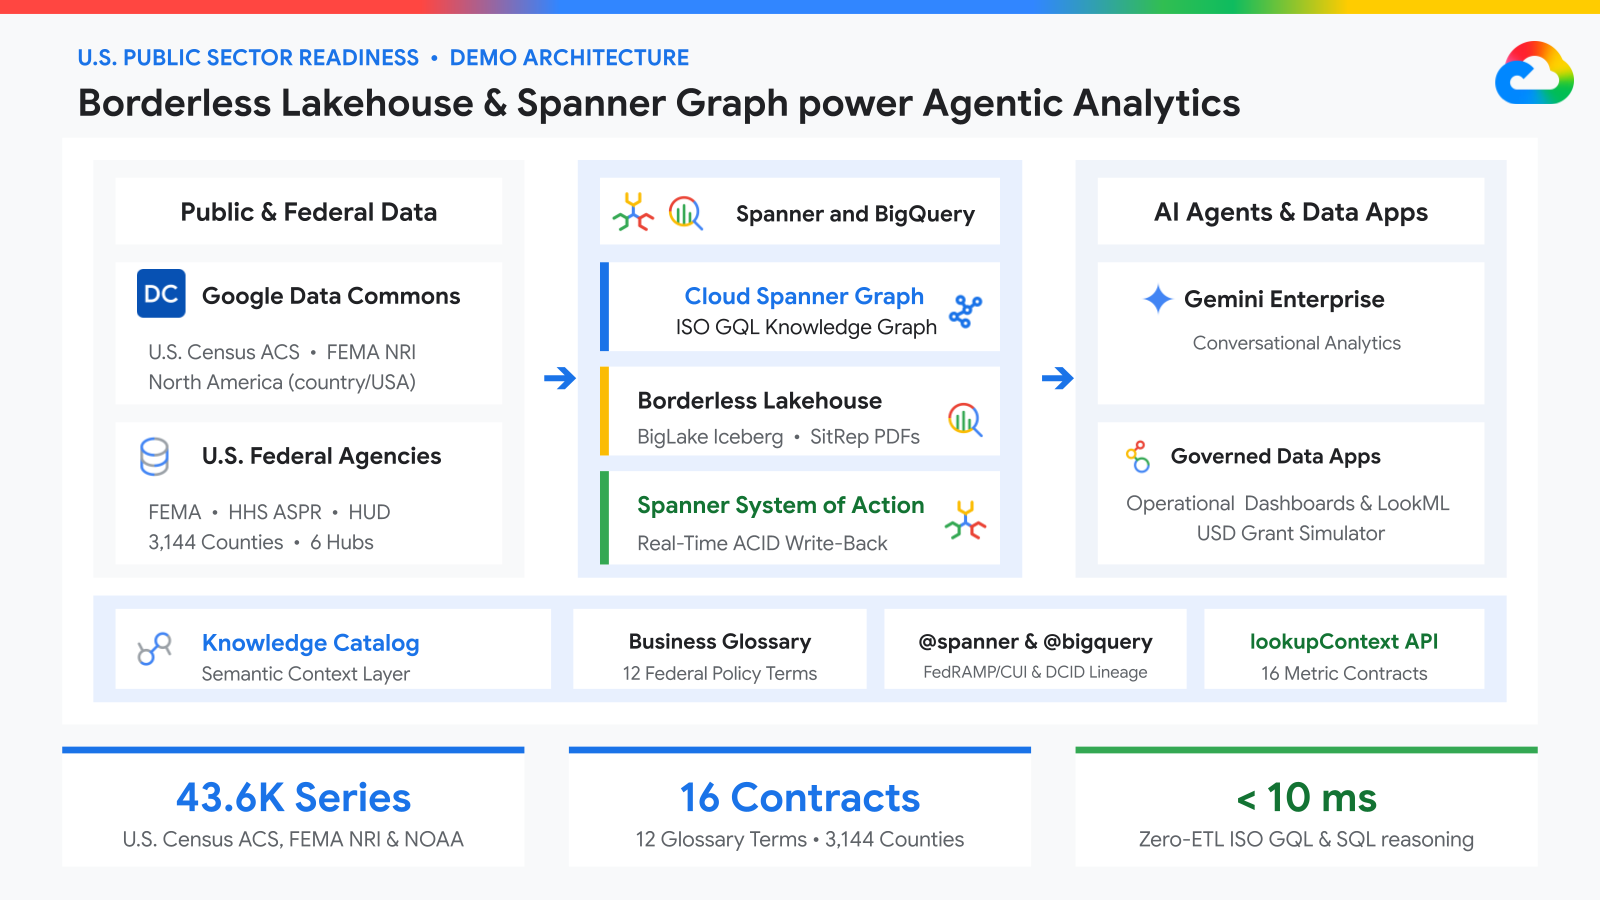 U.S. PUBLIC SECTOR READINESS • DEMO ARCHITECTURE
Borderless Lakehouse & Spanner Graph power Agentic Analytics
Public & Federal Data
DC Google Data Commons
U.S. Census ACS • FEMA NRI
North America (country/USA)
U.S. Federal Agencies
FEMA • HHS ASPR • HUD
3,144 Counties • 6 Hubs
Spanner and BigQuery
Cloud Spanner Graph
ISO GQL Knowledge Graph
Borderless Lakehouse
BigLake Iceberg • SitRep PDFs
Spanner System of Action
Real-Time ACID Write-Back
AI Agents & Data Apps
Gemini Enterprise
Conversational Analytics
Governed Data Apps
Operational Dashboards & LookML
USD Grant Simulator
Knowledge Catalog
Semantic Context Layer
Business Glossary
12 Federal Policy Terms
@spanner & @bigquery
FedRAMP/CUI & DCID Lineage
lookupContext API
16 Metric Contracts
43.6K Series
U.S. Census ACS, FEMA NRI & NOAA
16 Contracts
12 Glossary Terms • 3,144 Counties
< 10 ms
Zero-ETL ISO GQL & SQL reasoning